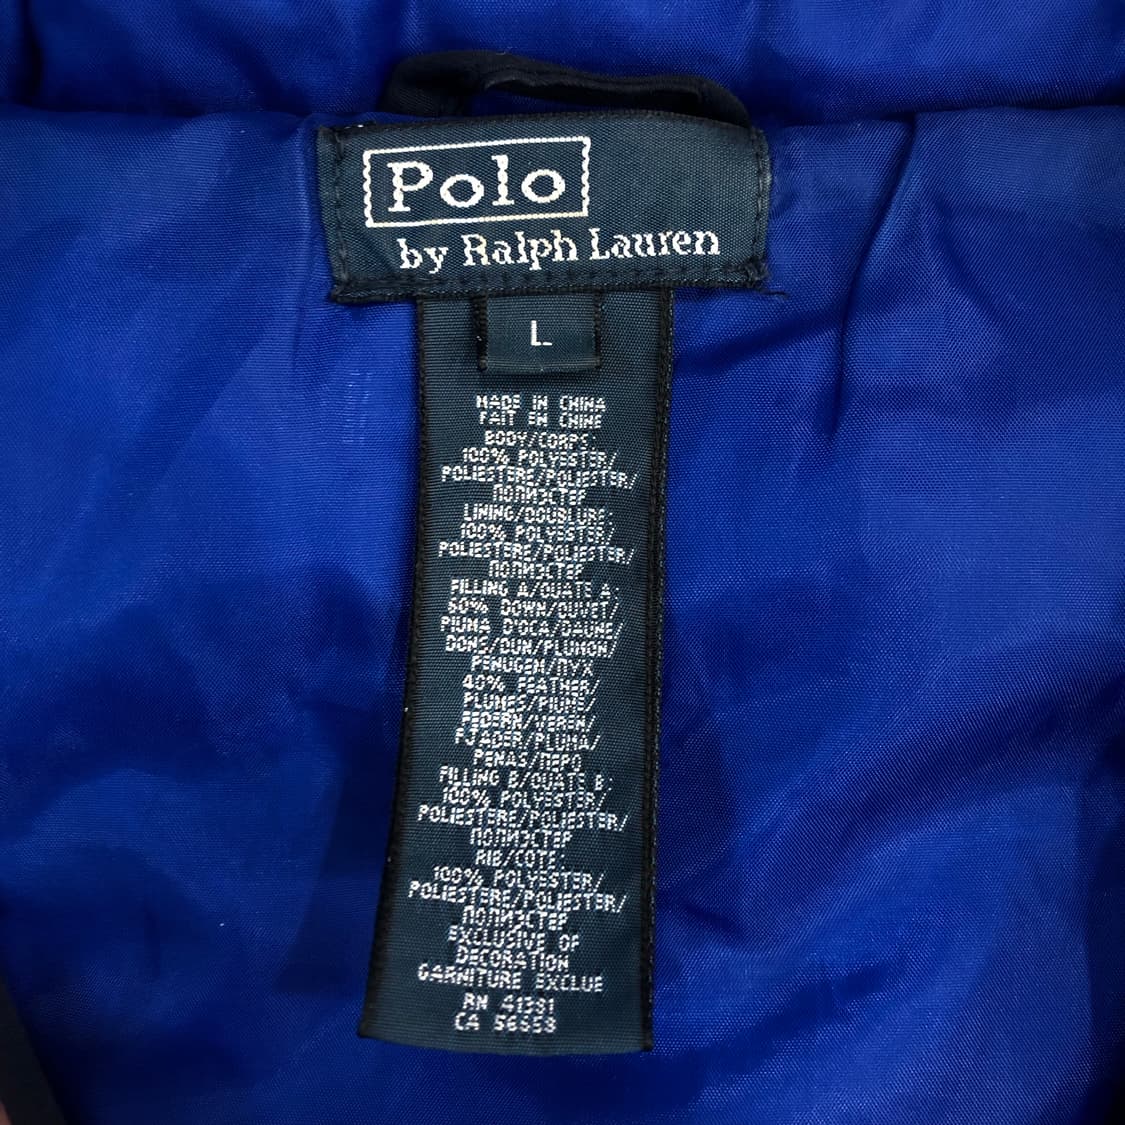 Polo
by Ralph Lauren
L
MADE IN CHINA
FAIT EN CHINE
BODY/CORPS:
100% POLYESTER/
POLIESTERE/POLIESTER/
ПОЛИЭСТЕР
LINING/DOUBLURE:
100% POLYESTER/
POLIESTERE/POLIESTER/
ПОЛИЭСТЕР
FILLING A/OUATE A:
60% DOWN/DUVET/
PIUMA D'OCA/DAUNE/
DONS/DUN/PLUMON/
PENUGEM/ПУХ
40% FEATHER/
PLUMES/PIUME/
FEDERN/VEREN/
FJADER/PLUMA/
PENAS/ПЕРО
FILLING B/OUATE B:
100% POLYESTER/
POLIESTERE/POLIESTER/
ПОЛИЭСТЕР
RIB/COTE:
100% POLYESTER/
POLIESTERE/POLIESTER/
ПОЛИЭСТЕР
EXCLUSIVE OF
DECORATION
GARNITURE EXCLUE
RN 41381
CA 56558